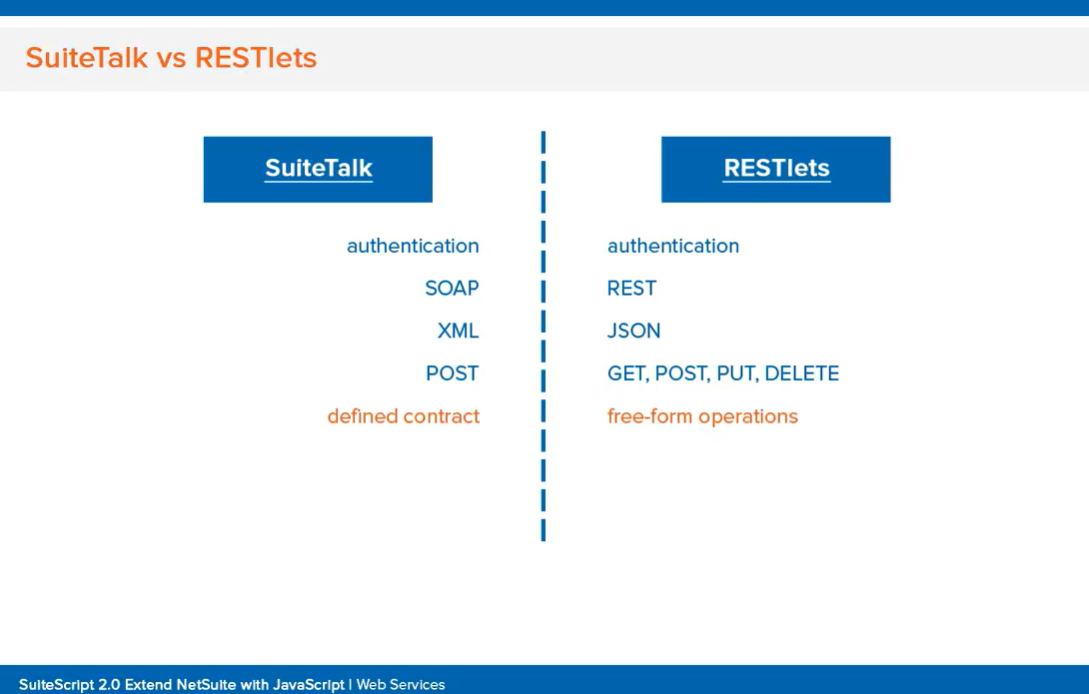 SuiteTalk vs RESTlets
SuiteTalk
RESTlets
authentication
authentication
SOAP
REST
XML
JSON
POST
GET, POST, PUT, DELETE
defined contract
free-form operations
SuiteScript 2.0 Extend NetSuite with JavaScript | Web Services